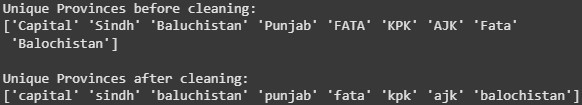 Unique Provinces before cleaning:
['Capital' 'Sindh' 'Baluchistan' 'Punjab' 'FATA' 'KPK' 'AJK' 'Fata'
'Balochistan']
Unique Provinces after cleaning:
['capital' 'sindh' 'baluchistan' 'punjab' 'fata' 'kpk' 'ajk' 'balochistan']